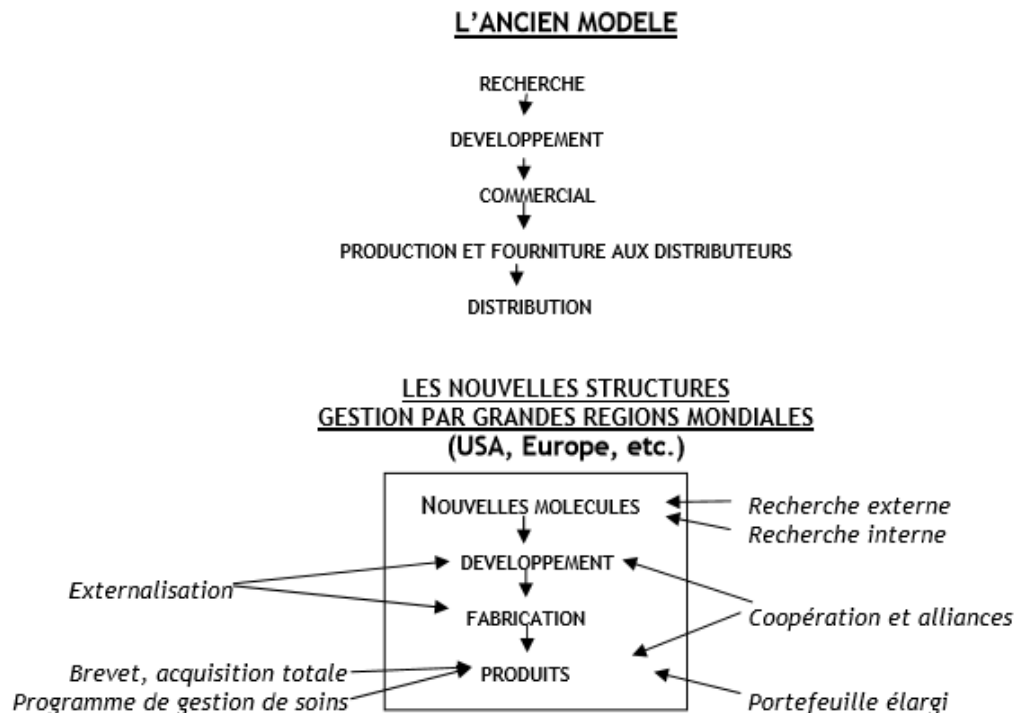 L'ANCIEN MODELE
RECHERCHE
DEVELOPPEMENT
COMMERCIAL
PRODUCTION ET FOURNITURE AUX DISTRIBUTEURS
DISTRIBUTION
LES NOUVELLES STRUCTURES
GESTION PAR GRANDES REGIONS MONDIALES
(USA, Europe, etc.)
NOUVELLES MOLECULES
Recherche externe
Recherche interne
DEVELOPPEMENT
Externalisation
FABRICATION
Coopération et alliances
Brevet, acquisition totale
PRODUITS
Programme de gestion de soins
Portefeuille élargi